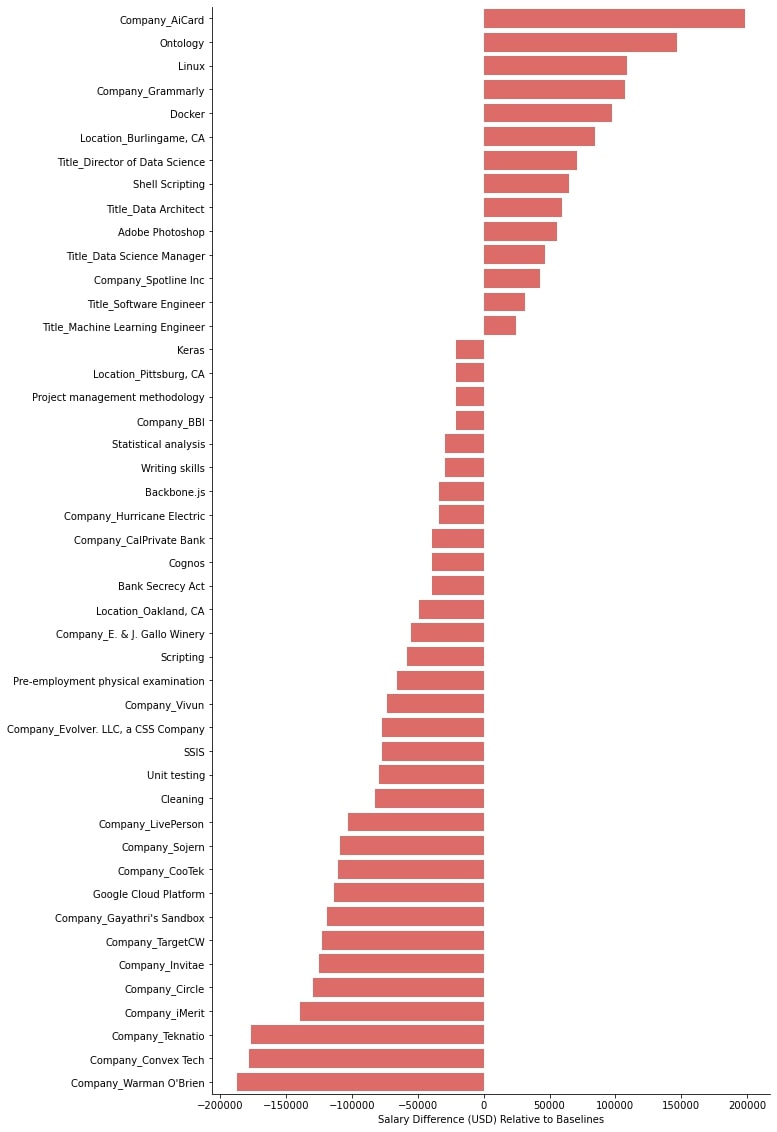 Company_AiCard
Ontology
Linux
Company_Grammarly
Docker
Location_Burlingame, CA
Title_Director of Data Science
Shell Scripting
Title_Data Architect
Adobe Photoshop
Title_Data Science Manager
Company_Spotline Inc
Title_Software Engineer
Title_Machine Learning Engineer
Keras
Location_Pittsburg, CA
Project management methodology
Company_BBI
Statistical analysis
Writing skills
Backbone.js
Company_Hurricane Electric
Company_CalPrivate Bank
Cognos
Bank Secrecy Act
Location_Oakland, CA
Company_E. & J. Gallo Winery
Scripting
Pre-employment physical examination
Company_Vivun
Company_Evolver. LLC, a CSS Company
SSIS
Unit testing
Cleaning
Company_LivePerson
Company_Sojern
Company_CooTek
Google Cloud Platform
Company_Gayathri's Sandbox
Company_TargetCW
Company_Invitae
Company_Circle
Company_iMerit
Company_Teknatio
Company_Convex Tech
Company_Warman O'Brien
−200000 −150000 −100000 −50000 0 50000 100000 150000 200000
Salary Difference (USD) Relative to Baselines